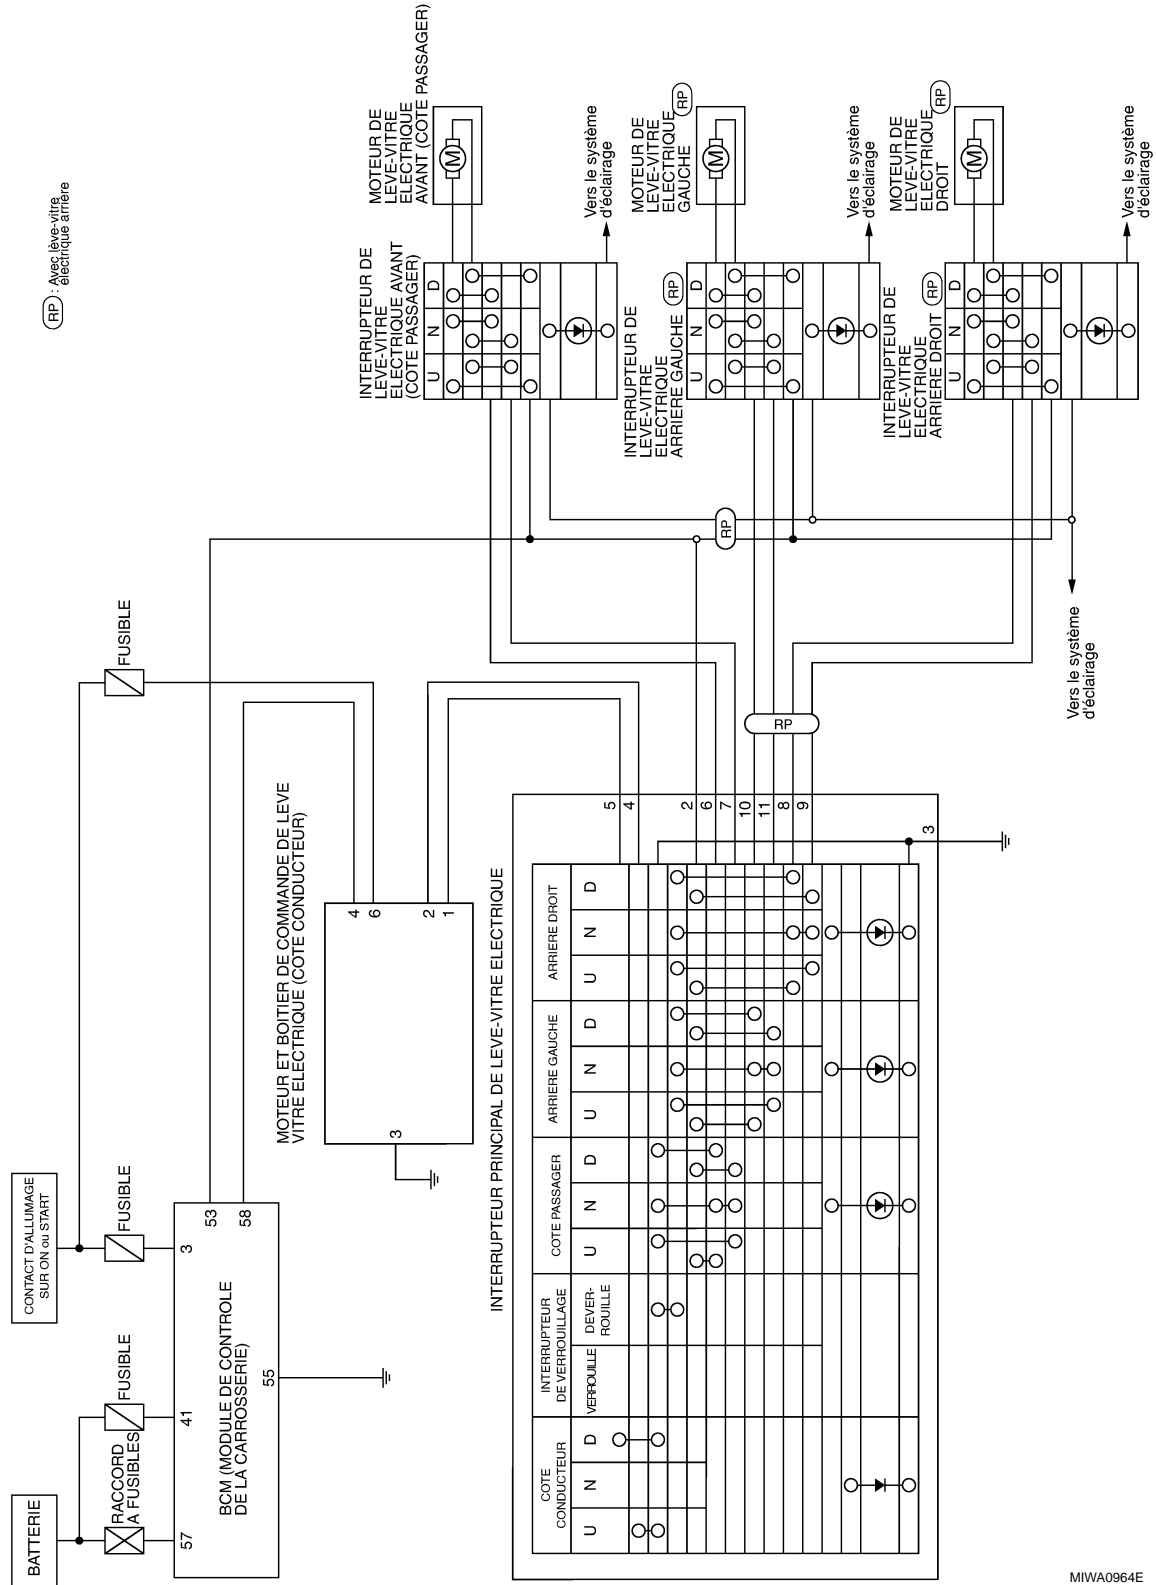 RP : Avec lève-vitre
électrique arrière
BATTERIE
RACCORD
A FUSIBLES
FUSIBLE
CONTACT D'ALLUMAGE
SUR ON ou START
FUSIBLE
FUSIBLE
57
41
3
53
58
55
BCM (MODULE DE CONTROLE
DE LA CARROSSERIE)
MOTEUR ET BOITIER DE COMMANDE DE LEVE
VITRE ELECTRIQUE (COTE CONDUCTEUR)
3
4
6
2
1
INTERRUPTEUR PRINCIPAL DE LEVE-VITRE ELECTRIQUE
COTE
CONDUCTEUR
U
N
D
INTERRUPTEUR
DE VERROUILLAGE
VERROUILLE
DEVER-
ROUILLE
COTE PASSAGER
U
N
D
ARRIERE GAUCHE
U
N
D
ARRIERE DROIT
U
N
D
5
4
2
6
7
10
11
8
9
3
RP
RP
INTERRUPTEUR DE
LEVE-VITRE
ELECTRIQUE AVANT
(COTE PASSAGER)
U
N
D
MOTEUR DE
LEVE-VITRE
ELECTRIQUE
AVANT (COTE PASSAGER)
M
Vers le système
d'éclairage
INTERRUPTEUR DE
LEVE-VITRE
ELECTRIQUE
ARRIERE GAUCHE
RP
U
N
D
MOTEUR DE
LEVE-VITRE
ELECTRIQUE
GAUCHE
RP
M
Vers le système
d'éclairage
INTERRUPTEUR DE
LEVE-VITRE
ELECTRIQUE
ARRIERE DROIT
RP
U
N
D
MOTEUR DE
LEVE-VITRE
ELECTRIQUE
DROIT
RP
M
Vers le système
d'éclairage
Vers le système
d'éclairage
MIWA0964E